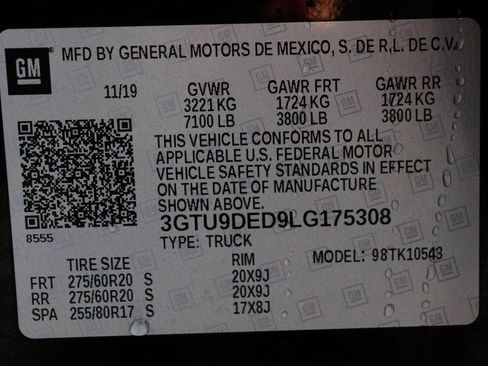 GM
MFD BY GENERAL MOTORS DE MEXICO, S. DE R.L. DE C.V.
11/19 GVWR GAWR FRT GAWR RR
3221 KG 1724 KG 1724 KG
7100 LB 3800 LB 3800 LB
THIS VEHICLE CONFORMS TO ALL
APPLICABLE U.S. FEDERAL MOTOR
VEHICLE SAFETY STANDARDS IN EFFECT
ON THE DATE OF MANUFACTURE
SHOWN ABOVE.
8555
3GTU9DED9LG175308
TYPE: TRUCK MODEL: 98TK10543
TIRE SIZE RIM
FRT 275/60R20 S 20X9J
RR 275/60R20 S 20X9J
SPA 255/80R17 S 17X8J